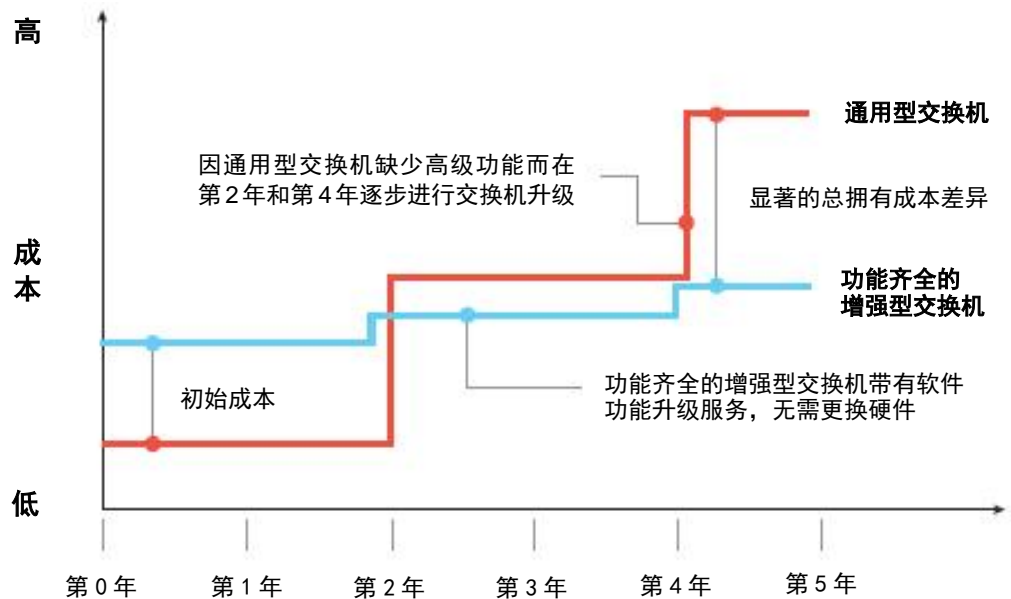 高
通用型交换机
因通用型交换机缺少高级功能而在
第2年和第4年逐步进行交换机升级
显著的总拥有成本差异
成
本
功能齐全的
增强型交换机
初始成本
功能齐全的增强型交换机带有软件
功能升级服务，无需更换硬件
低
第0年 第1年 第2年 第3年 第4年 第5年